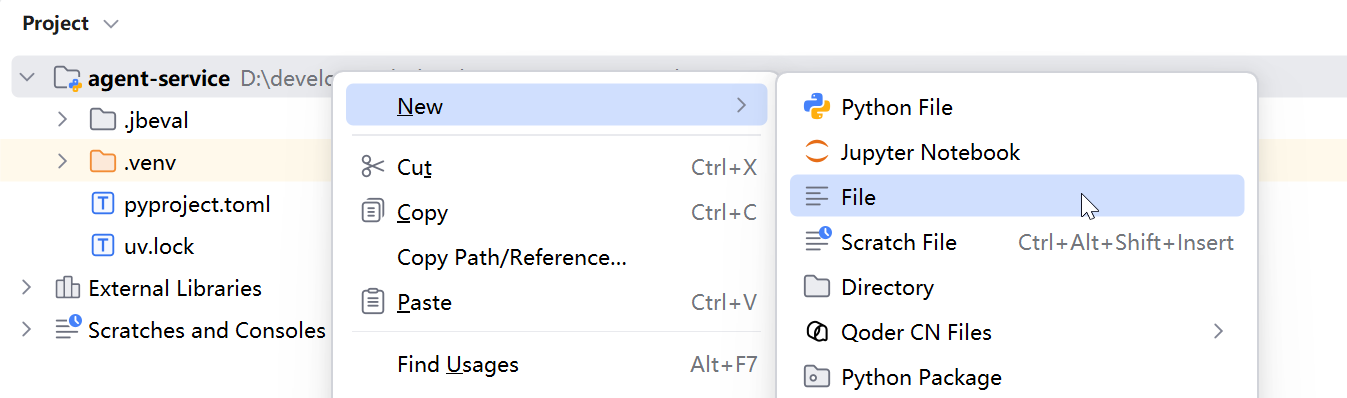 Project
agent-service D:\develo
.jbeval
.venv
pyproject.toml
uv.lock
External Libraries
Scratches and Consoles
New
Cut Ctrl+X
Copy Ctrl+C
Copy Path/Reference...
Paste Ctrl+V
Find Usages Alt+F7
Python File
Jupyter Notebook
File
Scratch File Ctrl+Alt+Shift+Insert
Directory
Qoder CN Files
Python Package